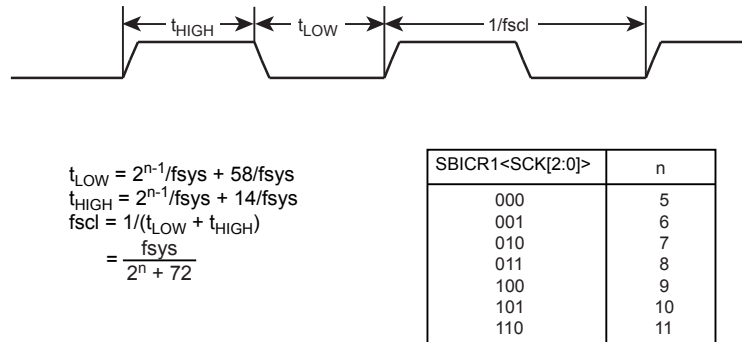 tHIGH tLOW 1/fscl
tLOW = 2n-1/fsys + 58/fsys
tHIGH = 2n-1/fsys + 14/fsys
fscl = 1/(tLOW + tHIGH)
= fsys
2n + 72
SBICR1<SCK[2:0]> n
000 5
001 6
010 7
011 8
100 9
101 10
110 11